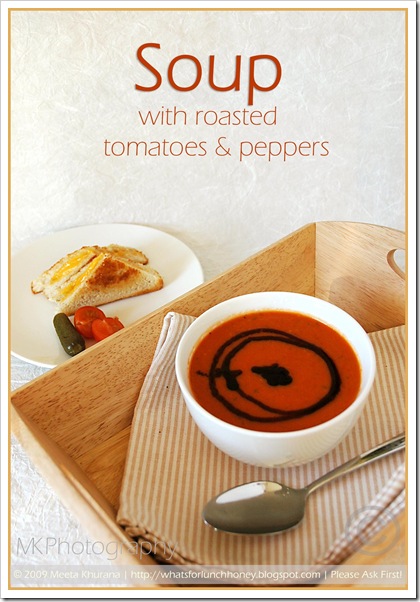 Soup
with roasted
tomatoes & peppers
MKPhotography
© 2009 Meeta Khurana | http://whatsforlunchhoney.blogspot.com | Please Ask First!